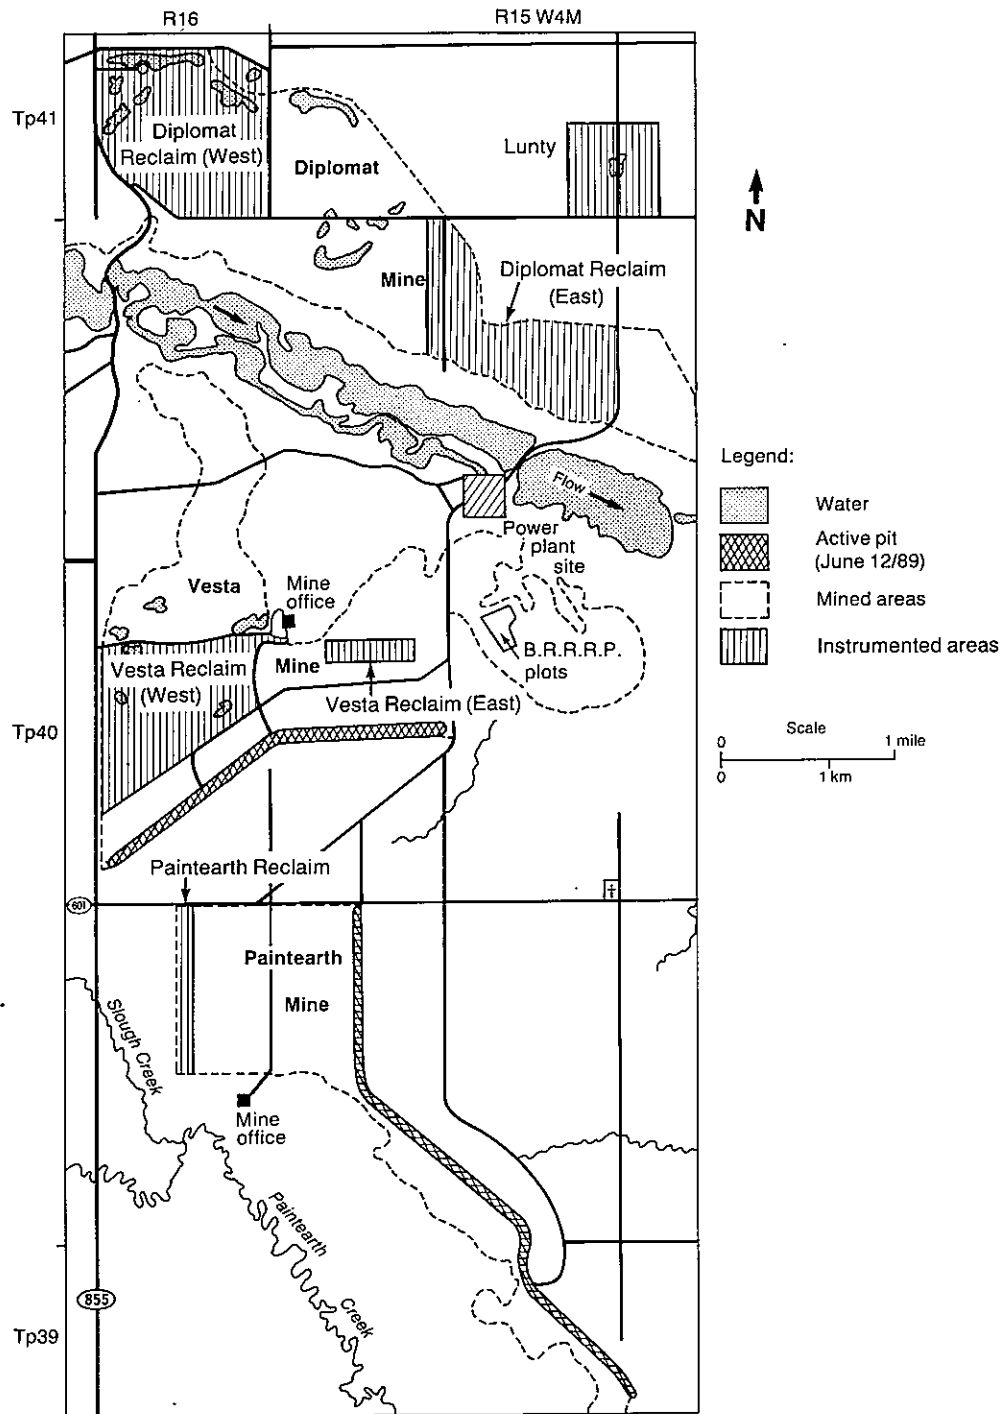 R16
R15 W4M
Tp41
Diplomat
Reclaim (West)
Diplomat
Lunty
N
Mine
Diplomat Reclaim
(East)
Legend:
Water
Active pit
(June 12/89)
Mined areas
Instrumented areas
Flow
Power
plant
site
Vesta
Mine
office
B.R.R.R.P.
plots
Mine
Vesta Reclaim
(West)
Vesta Reclaim (East)
Tp40
Scale
0
1 mile
0
1 km
Paintearth Reclaim
601
†
Paintearth
Mine
Slough Creek
Mine
office
Paintearth
Creek
855
Tp39